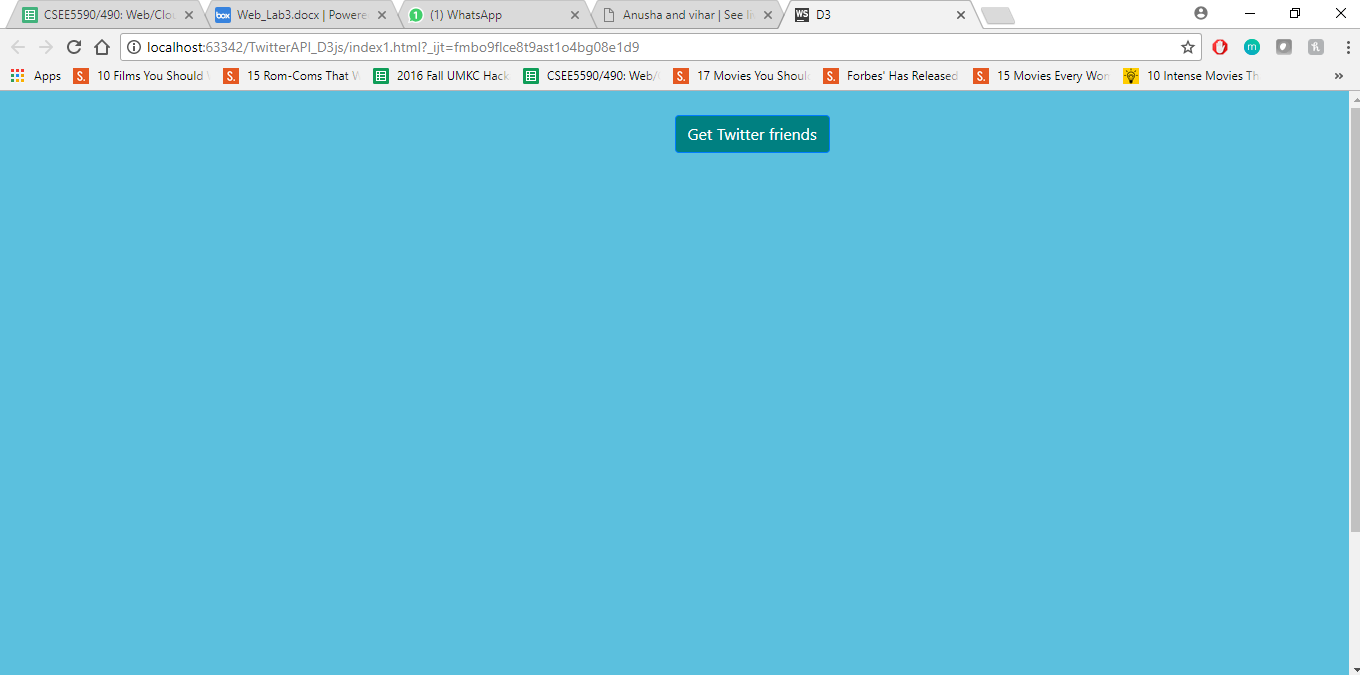 CSEE5590/490: Web/Clou
Web_Lab3.docx | Powere
(1) WhatsApp
Anusha and vihar | See li
WS D3
localhost:63342/TwitterAPI_D3js/index1.html?_ijt=fmbo9flce8t9ast1o4bg08e1d9
Apps
S. 10 Films You Should
S. 15 Rom-Coms That W
2016 Fall UMKC Hack
CSEE5590/490: Web/
S. 17 Movies You Shoul
S. Forbes' Has Released
S. 15 Movies Every Wom
10 Intense Movies Th
Get Twitter friends